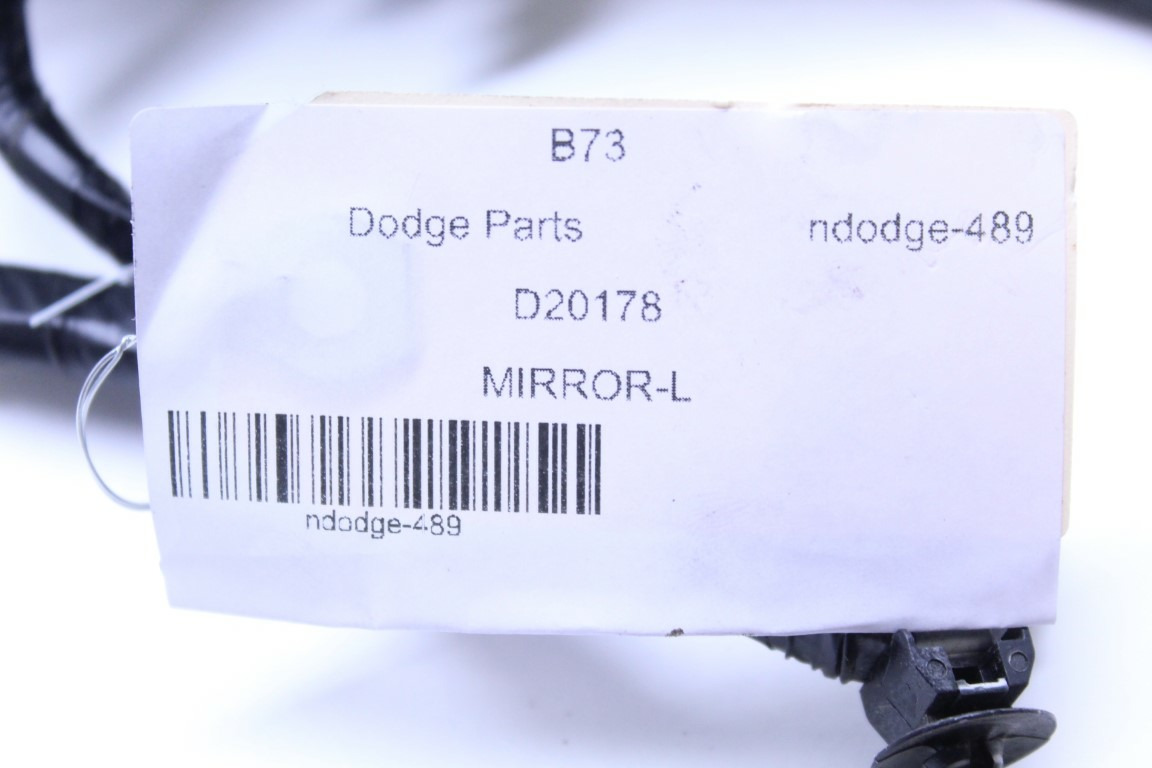 B73
Dodge Parts ndodge-489
D20178
MIRROR-L
ndodge-489